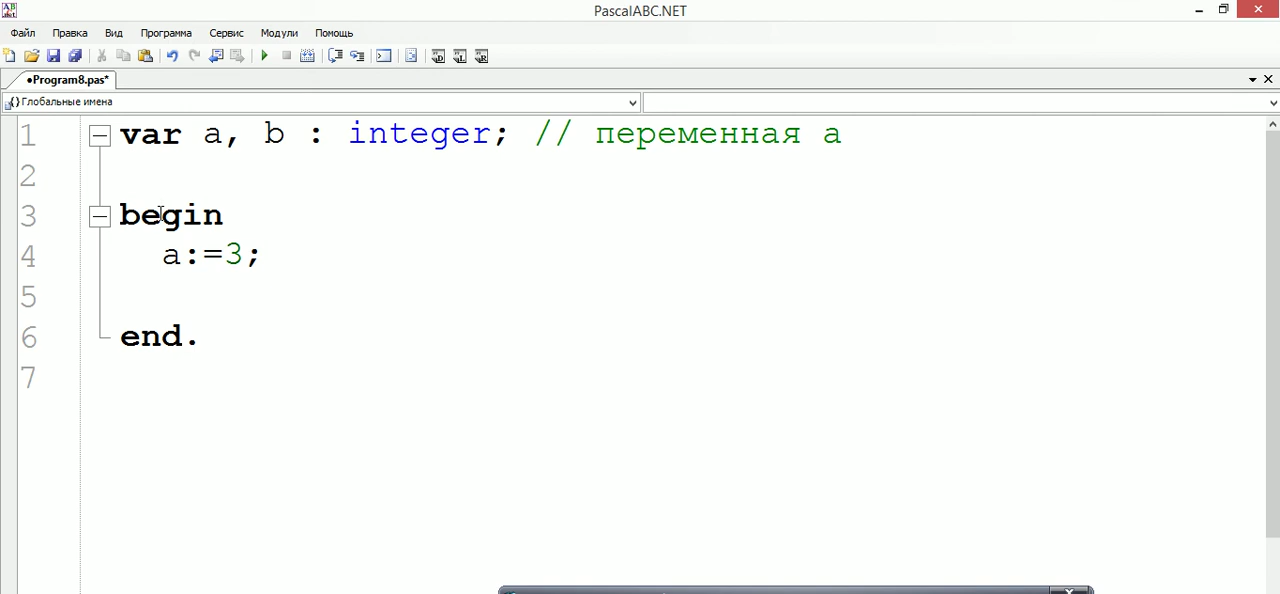 PascalABC.NET
Файл Правка Вид Программа Сервис Модули Помощь
•Program8.pas*
{} Глобальные имена
1 var a, b : integer; // переменная a
2
3 begin
4 a:=3;
5
6 end.
7